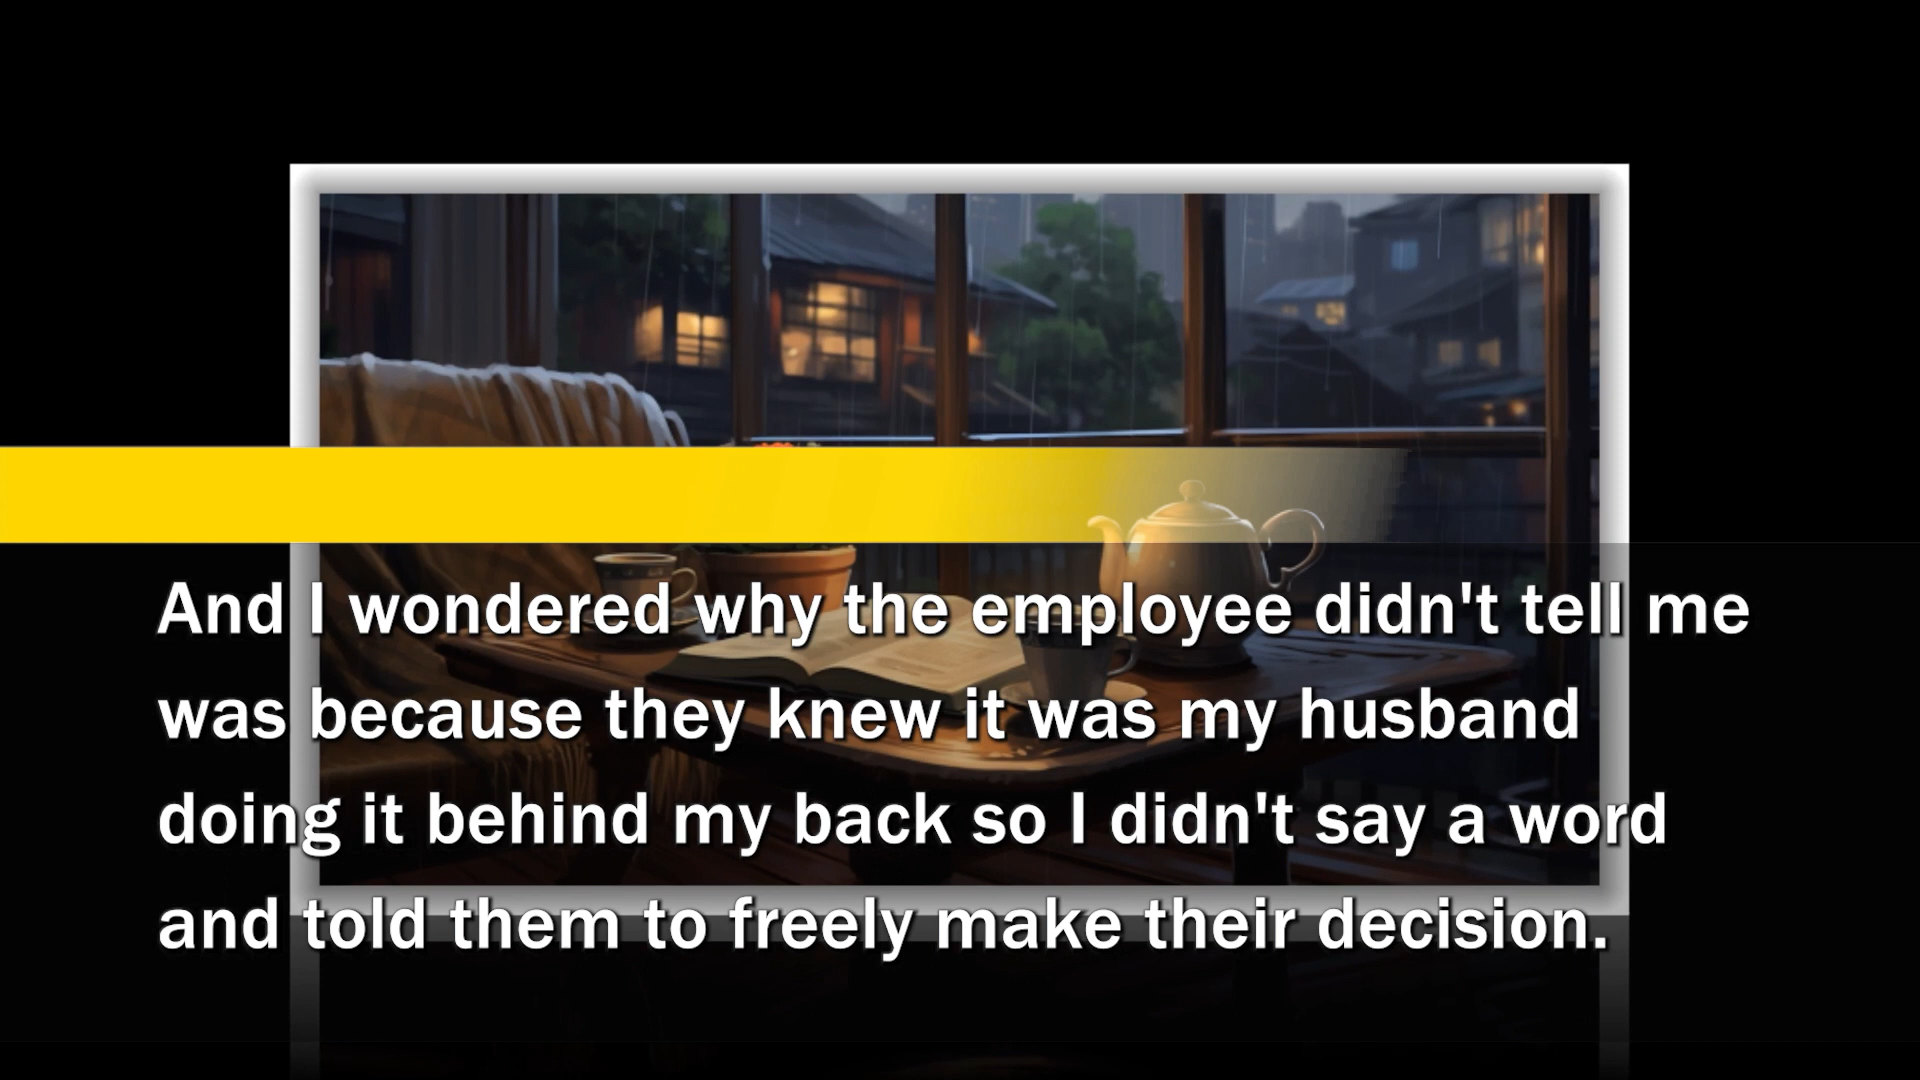 And I wondered why the employee didn't tell me
was because they knew it was my husband
doing it behind my back so I didn't say a word
and told them to freely make their decision.